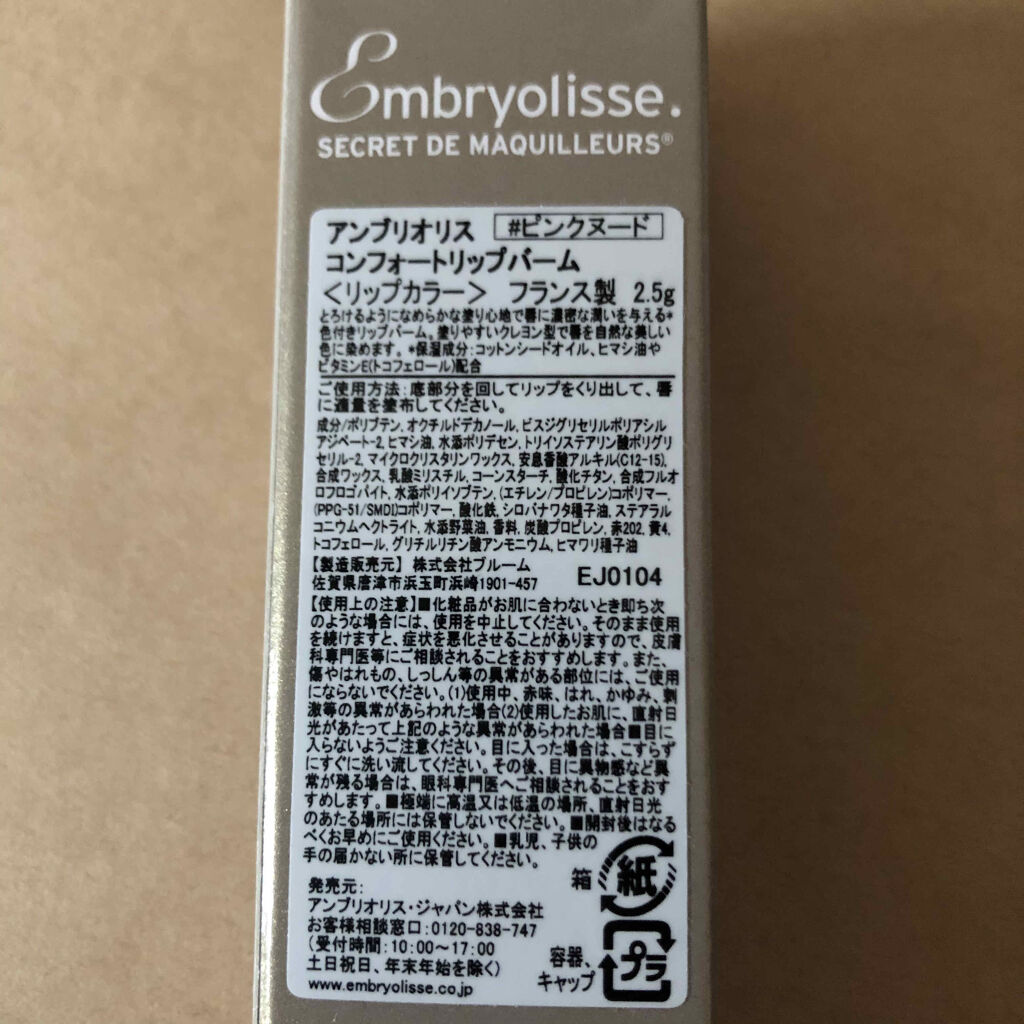 Embryolisse.
SECRET DE MAQUILLEURS®
アンブリオリス #ピンクヌード
コンフォートリップバーム
<リップカラー> フランス製 2.5g
とろけるようになめらかな塗り心地で唇に濃密な潤いを与える*
色付きリップバーム。塗りやすいクレヨン型で唇を自然な美しい
色に染めます。*保湿成分:コットンシードオイル、ヒマシ油や
ビタミンE(トコフェロール)配合
ご使用方法:底部分を回してリップをくり出して、唇
に適量を塗布してください。
成分/ポリブテン, オクチルドデカノール, ビスジグリセリルポリアシル
アジペート-2, ヒマシ油, 水添ポリデセン, トリイソステアリン酸ポリグリ
セリル-2, マイクロクリスタリンワックス, 安息香酸アルキル(C12-15),
合成ワックス, 乳酸ミリスチル, コーンスターチ, 酸化チタン, 合成フルオ
ロフロゴパイト, 水添ポリイソブテン, (エチレン/プロピレン)コポリマー,
(PPG-51/SMDI)コポリマー, 酸化鉄, シロバナワタ種子油, ステアラル
コニウムヘクトライト, 水添野菜油, 香料, 炭酸プロピレン, 赤202, 黄4,
トコフェロール, グリチルリチン酸アンモニウム, ヒマワリ種子油
【製造販売元】 株式会社ブルーム
佐賀県唐津市浜玉町浜崎1901-457 EJ0104
【使用上の注意】■化粧品がお肌に合わないとき即ち次
のような場合には、使用を中止してください。そのまま使用
を続けますと、症状を悪化させることがありますので、皮膚
科専門医等にご相談されることをおすすめします。また、
傷やはれもの、しっしん等の異常がある部位には、ご使用
にならないでください。(1)使用中、赤味、はれ、かゆみ、刺
激等の異常があらわれた場合(2)使用したお肌に、直射日
光があたって上記のような異常があらわれた場合■目に
入らないようご注意ください。目に入った場合は、こすらず
にすぐに洗い流してください。その後、目に異物感など異
常が残る場合は、眼科専門医へご相談されることをおす
すめします。■極端に高温又は低温の場所、直射日光
のあたる場所には保管しないでください。■開封後はなる
べくお早めにご使用ください。■乳児、子供の
手の届かない所に保管してください。
箱 紙
発売元:
アンブリオリス・ジャパン株式会社
お客様相談窓口:0120-838-747
(受付時間:10:00~17:00
土日祝日、年末年始を除く)
www.embryolisse.co.jp
容器、
キャップ プラ